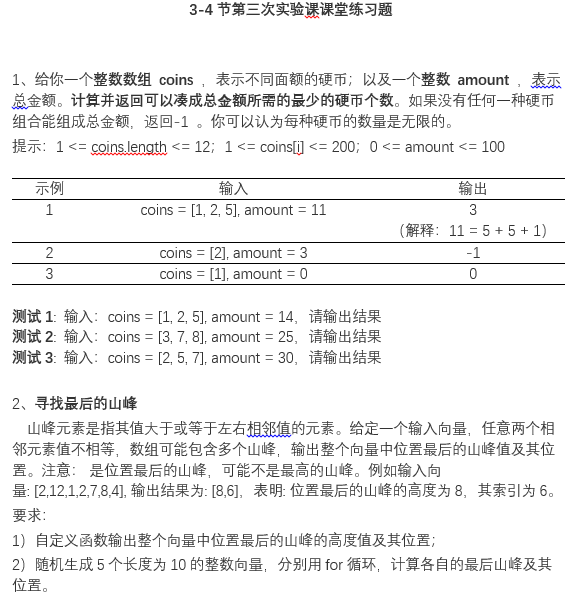 3-4 节第三次实验课课堂练习题
1、给你一个整数数组 coins ，表示不同面额的硬币；以及一个整数 amount ，表示
总金额。计算并返回可以凑成总金额所需的最少的硬币个数。如果没有任何一种硬币
组合能组成总金额，返回-1 。你可以认为每种硬币的数量是无限的。
提示：1 <= coins.length <= 12；1 <= coins[i] <= 200；0 <= amount <= 100
示例 输入 输出
1 coins = [1, 2, 5], amount = 11 3
（解释：11 = 5 + 5 + 1）
2 coins = [2], amount = 3 -1
3 coins = [1], amount = 0 0
测试 1: 输入：coins = [1, 2, 5], amount = 14，请输出结果
测试 2: 输入：coins = [3, 7, 8], amount = 25，请输出结果
测试 3: 输入：coins = [2, 5, 7], amount = 30，请输出结果
2、寻找最后的山峰
山峰元素是指其值大于或等于左右相邻值的元素。给定一个输入向量，任意两个相
邻元素值不相等，数组可能包含多个山峰，输出整个向量中位置最后的山峰值及其位
置。注意： 是位置最后的山峰，可能不是最高的山峰。例如输入向
量: [2,12,1,2,7,8,4], 输出结果为: [8,6]，表明: 位置最后的山峰的高度为 8，其索引为 6。
要求：
1）自定义函数输出整个向量中位置最后的山峰的高度值及其位置；
2）随机生成 5 个长度为 10 的整数向量，分别用 for 循环，计算各自的最后山峰及其
位置。